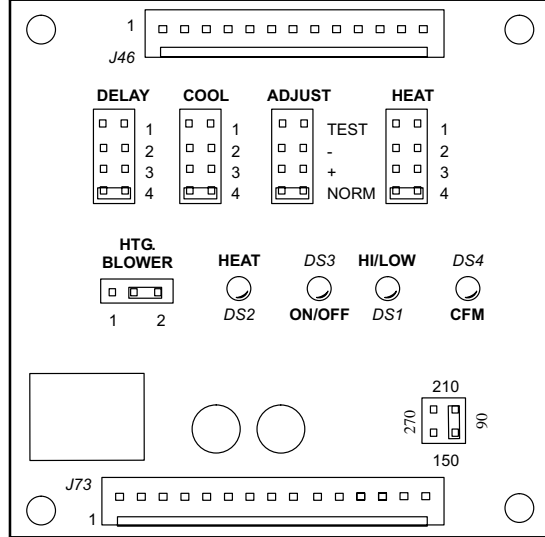 1
J46
DELAY COOL ADJUST HEAT
1 1 TEST 1
2 2 - 2
3 3 + 3
4 4 NORM 4
HTG.
BLOWER HEAT DS3 HI/LOW DS4
1 2 DS2 ON/OFF DS1 CFM
210
270 90
150
J73
1